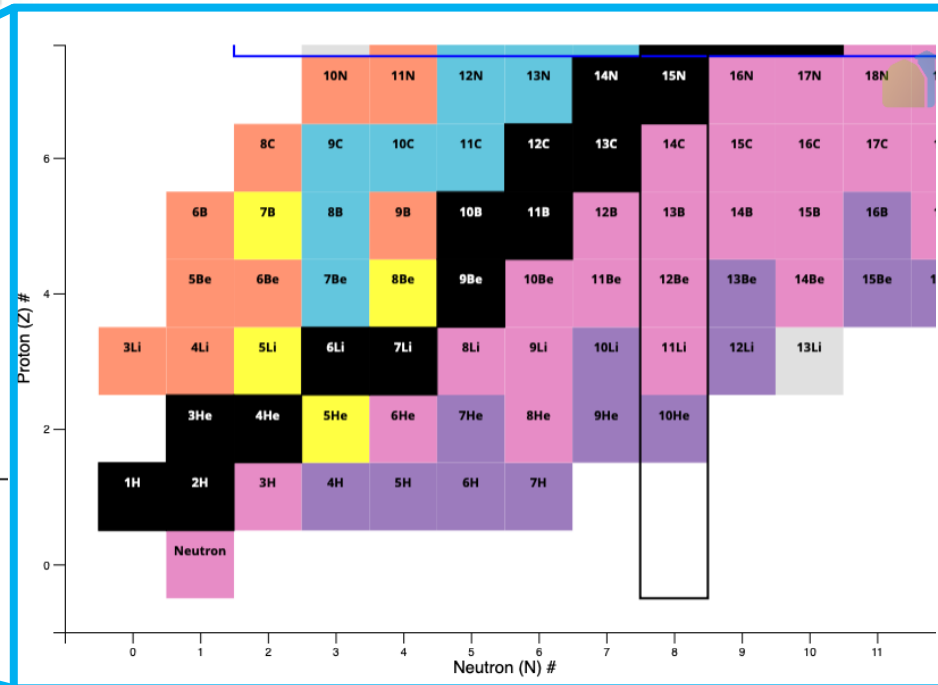 10N 11N 12N 13N 14N 15N 16N 17N 18N
6 8C 9C 10C 11C 12C 13C 14C 15C 16C 17C
6B 7B 8B 9B 10B 11B 12B 13B 14B 15B 16B
4 5Be 6Be 7Be 8Be 9Be 10Be 11Be 12Be 13Be 14Be 15Be
Proton (Z) #
3Li 4Li 5Li 6Li 7Li 8Li 9Li 10Li 11Li 12Li 13Li
2 3He 4He 5He 6He 7He 8He 9He 10He
1H 2H 3H 4H 5H 6H 7H
0 Neutron
0 1 2 3 4 5 6 7 8 9 10 11
Neutron (N) #